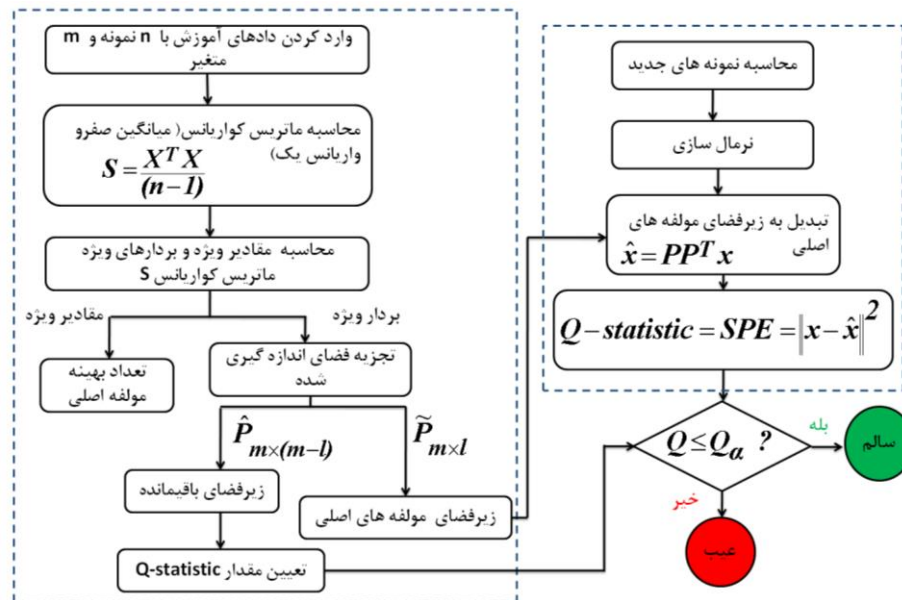 وارد کردن دادهای آموزش با n نمونه و m
متغیر
محاسبه ماتریس کواریانس( میانگین صفرو
واریانس یک)
S = X^T X / (n-1)
محاسبه مقادیر ویژه و بردارهای ویژه
ماتریس کواریانس S
مقادیر ویژه
بردار ویژه
تعداد بهینه
مولفه اصلی
تجزیه فضای اندازه گیری
شده
P̂ m×(m-l)
P̃ m×l
زیرفضای باقیمانده
زیرفضای مولفه های اصلی
تعیین مقدار Q-statistic
محاسبه نمونه های جدید
نرمال سازی
تبدیل به زیرفضای مولفه های
اصلی
x̂ = PP^T x
Q-statistic = SPE = ‖x-x̂‖^2
Q ≤ Q_α ?
بله
سالم
خیر
عیب